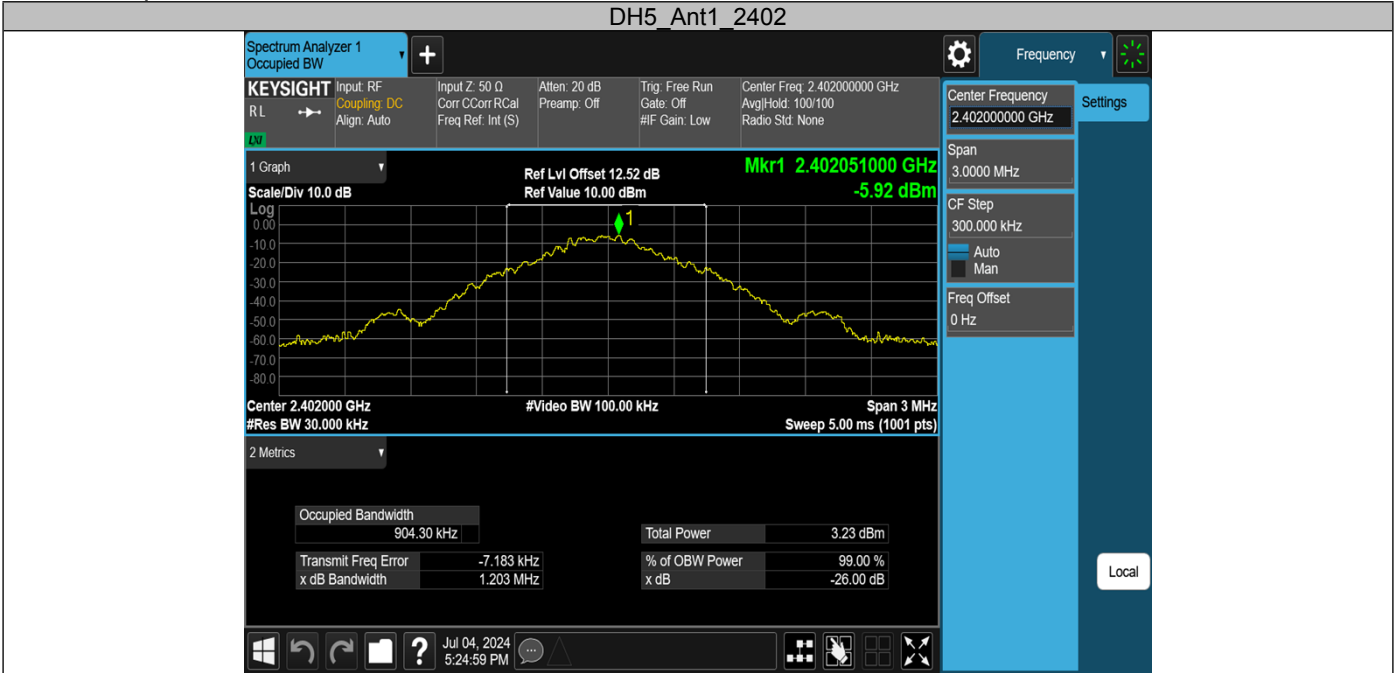 DH5_Ant1_2402
Spectrum Analyzer 1
Occupied BW
+
Frequency
KEYSIGHT
R L
LXI
Input: RF
Coupling: DC
Align: Auto
Input Z: 50 Ω
Corr CCorr RCal
Freq Ref: Int (S)
Atten: 20 dB
Preamp: Off
Trig: Free Run
Gate: Off
#IF Gain: Low
Center Freq: 2.402000000 GHz
Avg|Hold: 100/100
Radio Std: None
Center Frequency
2.402000000 GHz
Settings
Span
3.0000 MHz
CF Step
300.000 kHz
Auto
Man
Freq Offset
0 Hz
Local
1 Graph
Scale/Div 10.0 dB
Ref Lvl Offset 12.52 dB
Ref Value 10.00 dBm
Mkr1 2.402051000 GHz
-5.92 dBm
Log
0.00
-10.0
-20.0
-30.0
-40.0
-50.0
-60.0
-70.0
-80.0
1
Center 2.402000 GHz
#Res BW 30.000 kHz
#Video BW 100.00 kHz
Span 3 MHz
Sweep 5.00 ms (1001 pts)
2 Metrics
Occupied Bandwidth
904.30 kHz
Total Power 3.23 dBm
Transmit Freq Error -7.183 kHz
% of OBW Power 99.00 %
x dB Bandwidth 1.203 MHz
x dB -26.00 dB
?
Jul 04, 2024
5:24:59 PM